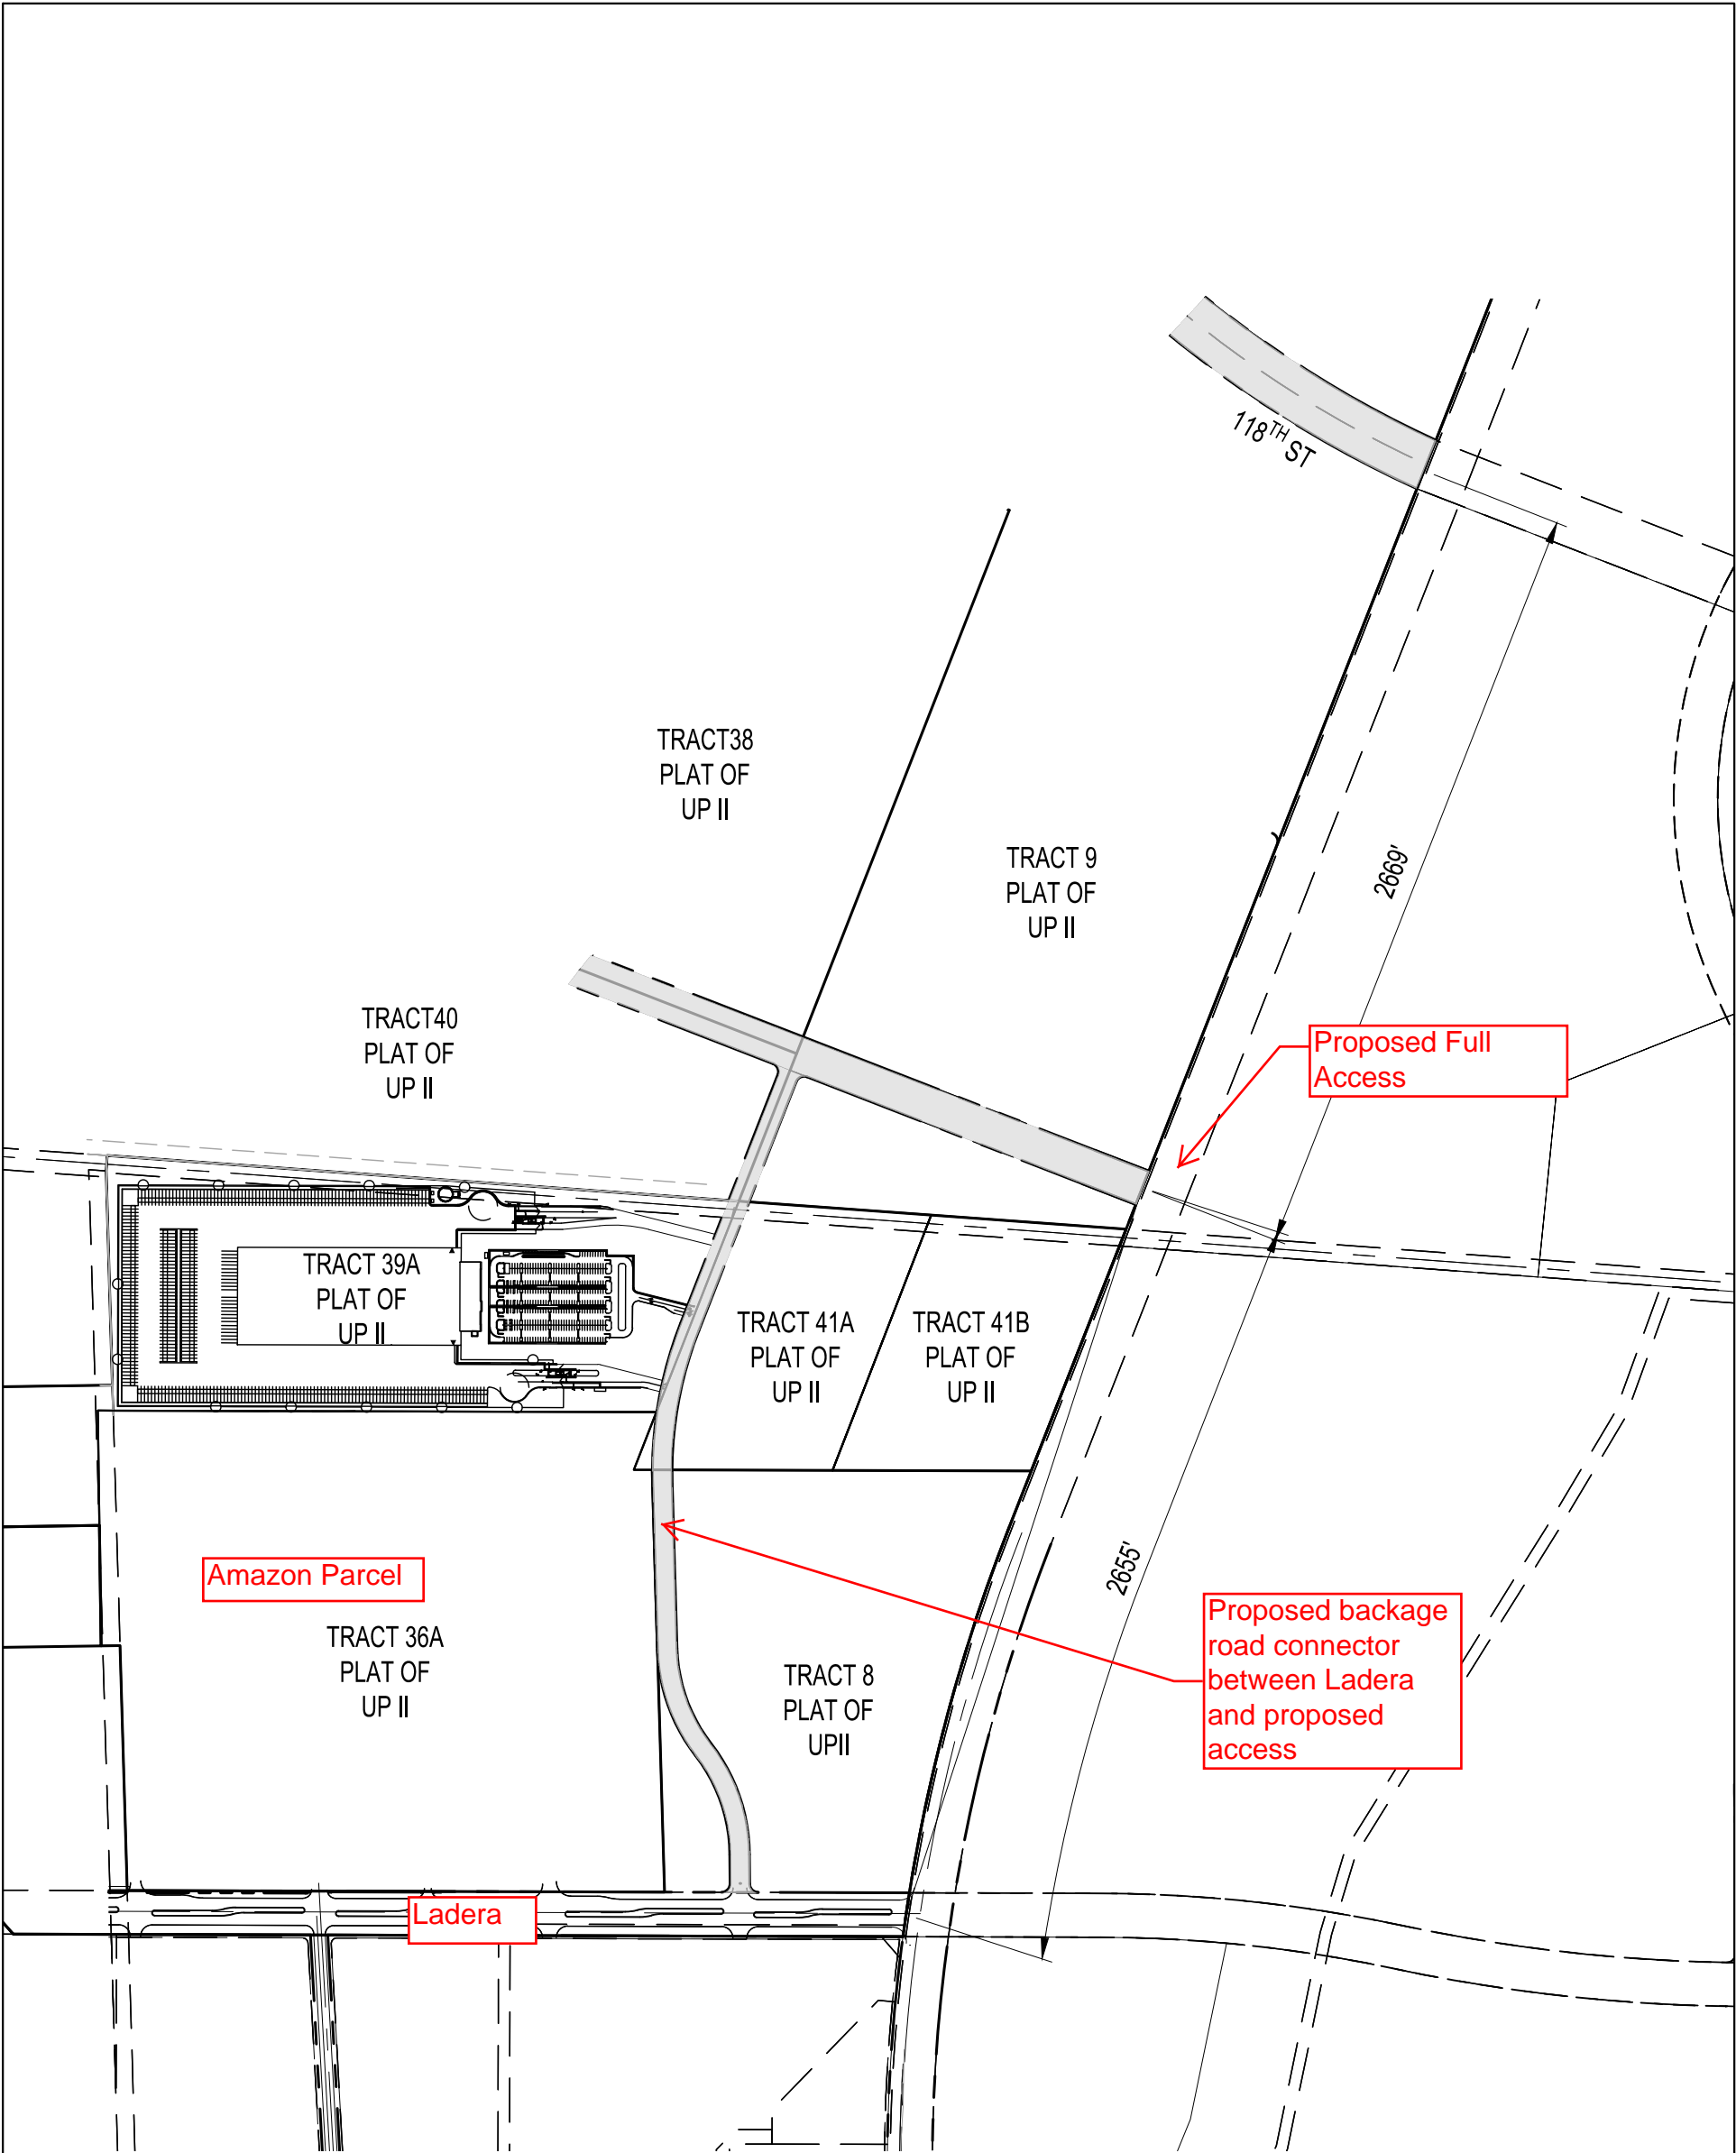 118TH ST
TRACT38
PLAT OF
UP II
TRACT 9
PLAT OF
UP II
2669'
TRACT40
PLAT OF
UP II
Proposed Full
Access
TRACT 39A
PLAT OF
UP II
TRACT 41A
PLAT OF
UP II
TRACT 41B
PLAT OF
UP II
2655'
Amazon Parcel
TRACT 36A
PLAT OF
UP II
TRACT 8
PLAT OF
UPII
Proposed backage
road connector
between Ladera
and proposed
access
Ladera